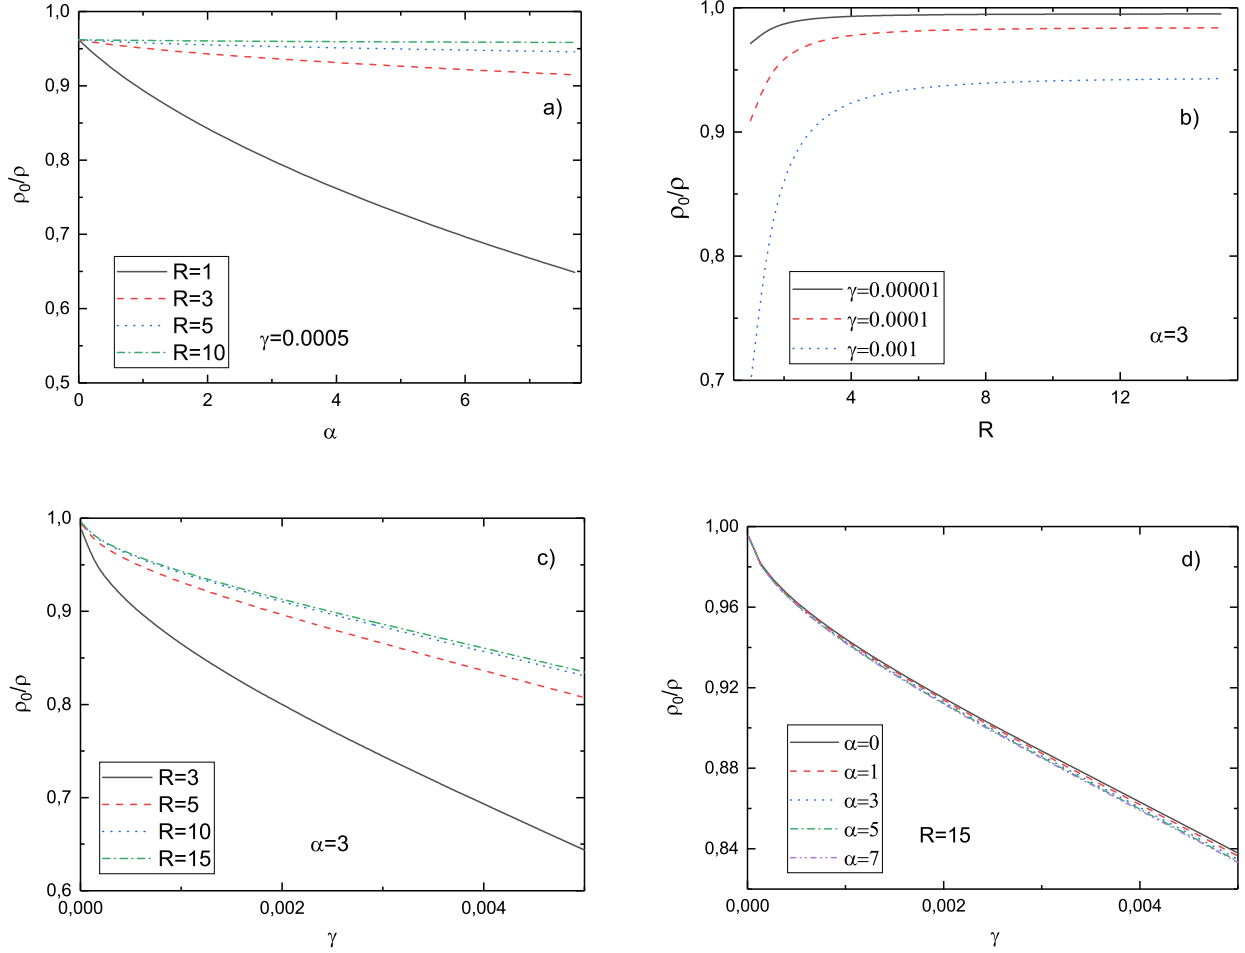 1,0
0,9
0,8
0,7
0,6
0,5
ρ₀/ρ
a)
R=1
R=3
R=5
R=10
γ=0.0005
0
2
4
6
α
1,0
0,9
0,8
0,7
ρ₀/ρ
b)
γ=0.00001
γ=0.0001
γ=0.001
α=3
4
8
12
R
1,0
0,9
0,8
0,7
0,6
ρ₀/ρ
c)
R=3
R=5
R=10
R=15
α=3
0,000
0,002
0,004
γ
1,00
0,96
0,92
0,88
0,84
ρ₀/ρ
d)
α=0
α=1
α=3
α=5
α=7
R=15
0,000
0,002
0,004
γ